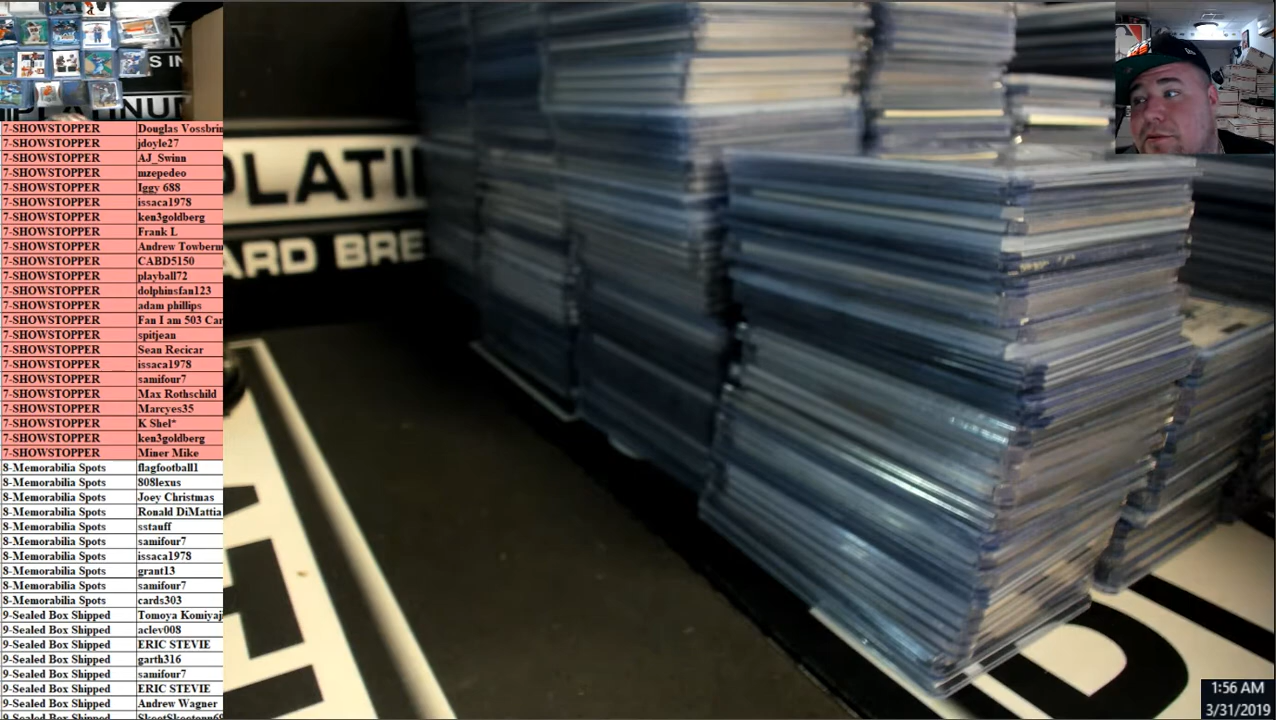 S IN
PLATINUM
7-SHOWSTOPPER Douglas Vossbrin
7-SHOWSTOPPER jdoyle27
7-SHOWSTOPPER AJ_Swinn
7-SHOWSTOPPER mzepedeo
7-SHOWSTOPPER Iggy 688
7-SHOWSTOPPER issaca1978
7-SHOWSTOPPER ken3goldberg
7-SHOWSTOPPER Frank L
7-SHOWSTOPPER Andrew Towberm
7-SHOWSTOPPER CABD5150
7-SHOWSTOPPER playball72
7-SHOWSTOPPER dolphinsfan123
7-SHOWSTOPPER adam phillips
7-SHOWSTOPPER Fan I am 503 Car
7-SHOWSTOPPER spitjean
7-SHOWSTOPPER Sean Recicar
7-SHOWSTOPPER issaca1978
7-SHOWSTOPPER samifour7
7-SHOWSTOPPER Max Rothschild
7-SHOWSTOPPER Marcyes35
7-SHOWSTOPPER K Shel*
7-SHOWSTOPPER ken3goldberg
7-SHOWSTOPPER Miner Mike
8-Memorabilia Spots flagfootball1
8-Memorabilia Spots 808lexus
8-Memorabilia Spots Joey Christmas
8-Memorabilia Spots Ronald DiMattia
8-Memorabilia Spots sstauff
8-Memorabilia Spots samifour7
8-Memorabilia Spots issaca1978
8-Memorabilia Spots grant13
8-Memorabilia Spots samifour7
8-Memorabilia Spots cards303
9-Sealed Box Shipped Tomoya Komiyaj
9-Sealed Box Shipped aclev008
9-Sealed Box Shipped ERIC STEVIE
9-Sealed Box Shipped garth316
9-Sealed Box Shipped samifour7
9-Sealed Box Shipped ERIC STEVIE
9-Sealed Box Shipped Andrew Wagner
9-Sealed Box Shipped
PLATI
ARD BRE
1:56 AM
3/31/2019